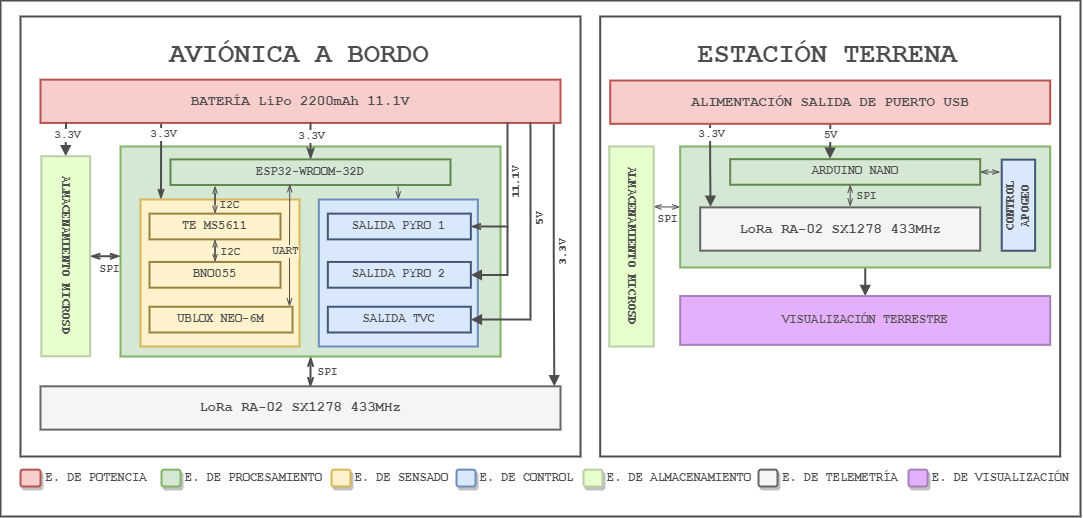 AVIÓNICA A BORDO
BATERÍA LiPo 2200mAh 11.1V
3.3V
3.3V
3.3V
11.1V
5V
3.3V
ALMACENAMIENTO MICROSD
SPI
ESP32-WROOM-32D
I2C
TE MS5611
I2C
UART
BNO055
UBLOX NEO-6M
SALIDA PYRO 1
SALIDA PYRO 2
SALIDA TVC
SPI
LoRa RA-02 SX1278 433MHz
ESTACIÓN TERRENA
ALIMENTACIÓN SALIDA DE PUERTO USB
3.3V
5V
ALMACENAMIENTO MICROSD
SPI
ARDUINO NANO
SPI
LoRa RA-02 SX1278 433MHz
CONTROL
APOGEO
VISUALIZACIÓN TERRESTRE
E. DE POTENCIA
E. DE PROCESAMIENTO
E. DE SENSADO
E. DE CONTROL
E. DE ALMACENAMIENTO
E. DE TELEMETRÍA
E. DE VISUALIZACIÓN